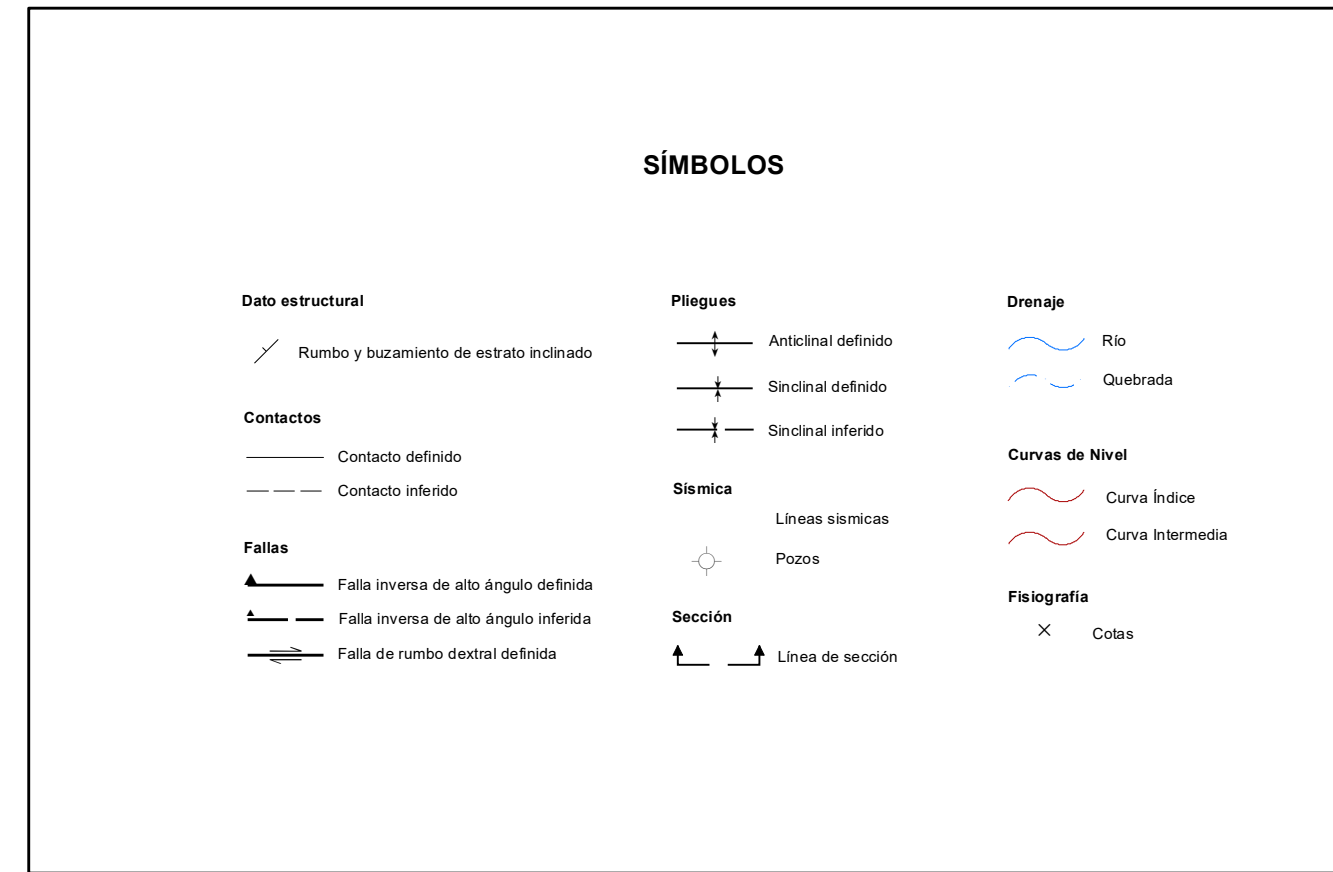 SÍMBOLOS
Dato estructural
Rumbo y buzamiento de estrato inclinado
Contactos
Contacto definido
Contacto inferido
Fallas
Falla inversa de alto ángulo definida
Falla inversa de alto ángulo inferida
Falla de rumbo dextral definida
Pliegues
Anticlinal definido
Sinclinal definido
Sinclinal inferido
Sísmica
Líneas sismicas
Pozos
Sección
Línea de sección
Drenaje
Río
Quebrada
Curvas de Nivel
Curva Índice
Curva Intermedia
Fisiografía
Cotas